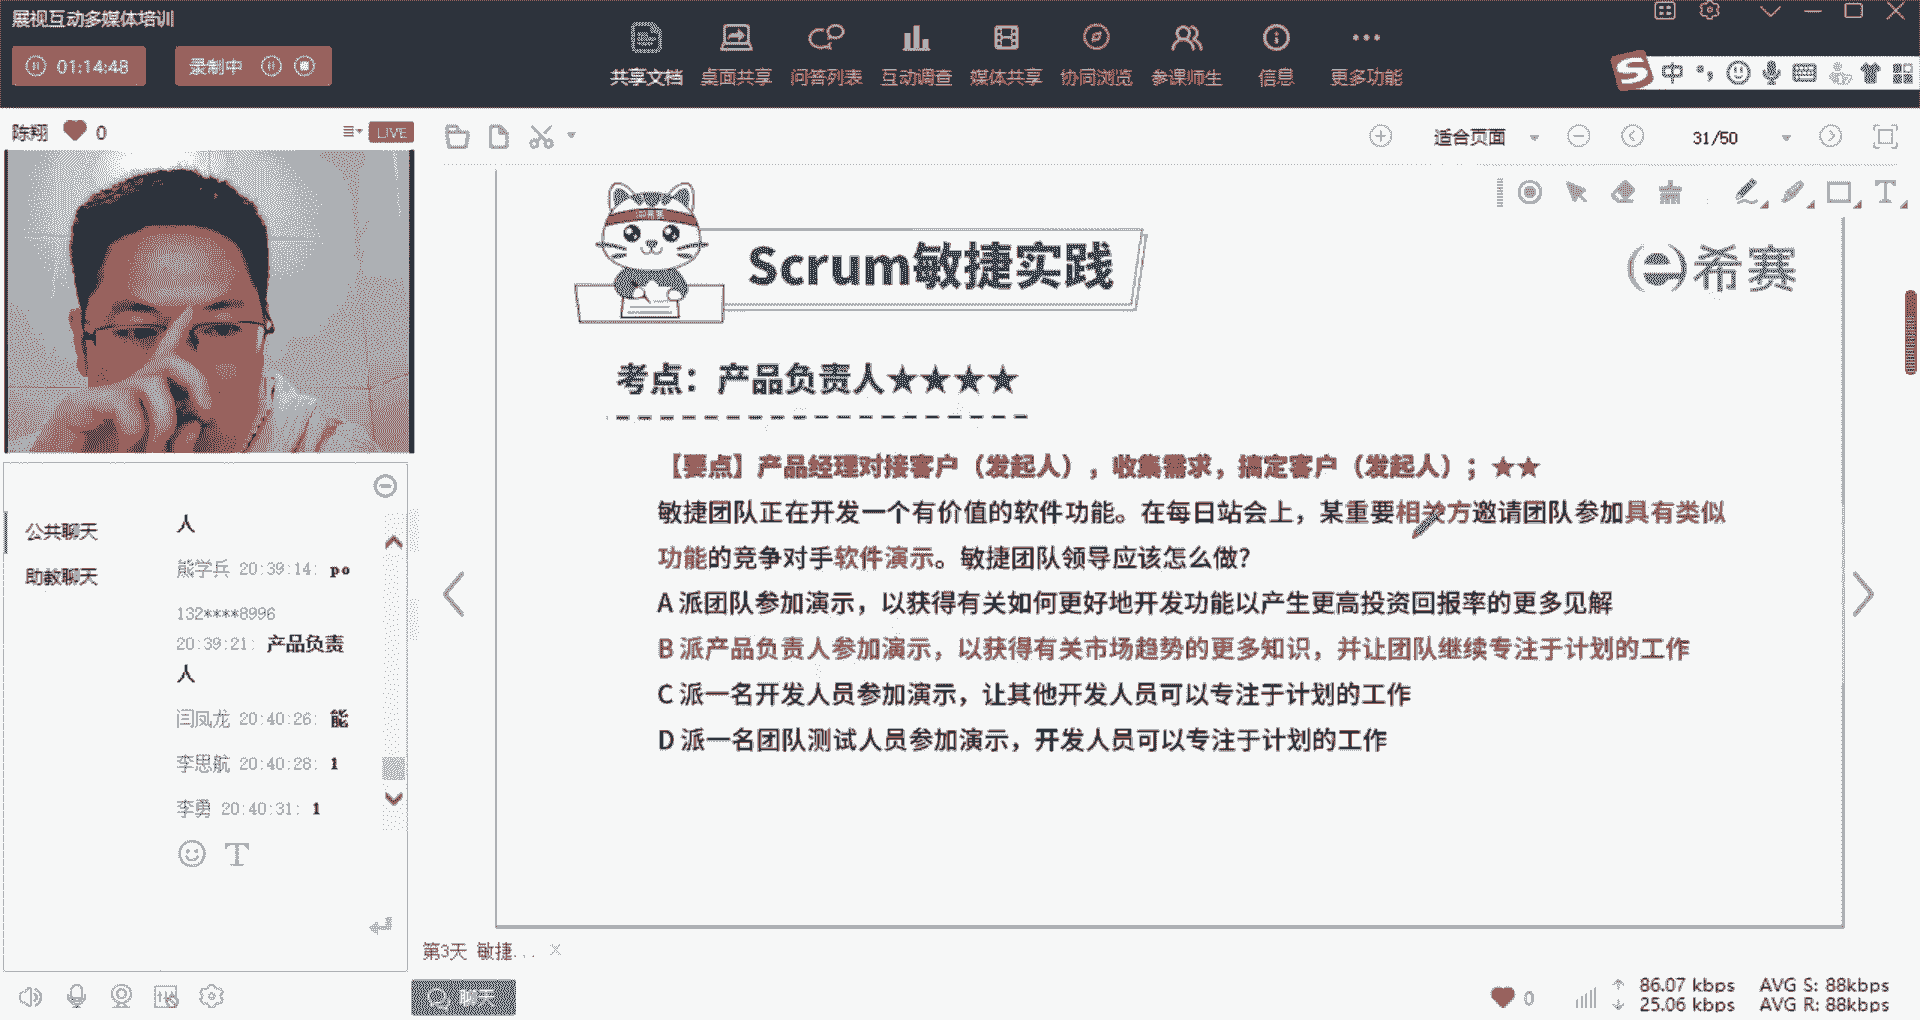 展视互动多媒体培训
01:14:48
录制中
共享文档 桌面共享 问答列表 互动调查 媒体共享 协同浏览 参课师生 信息 更多功能
S 中
陈翔 0
LIVE
适合页面
31/50
T
Scrum敏捷实践
希赛
考点：产品负责人★★★★
【要点】产品经理对接客户（发起人），收集需求，搞定客户（发起人）；★★
敏捷团队正在开发一个有价值的软件功能。在每日站会上，某重要相关方邀请团队参加具有类似
功能的竞争对手软件演示。敏捷团队领导应该怎么做?
A 派团队参加演示，以获得有关如何更好地开发功能以产生更高投资回报率的更多见解
B 派产品负责人参加演示，以获得有关市场趋势的更多知识，并让团队继续专注于计划的工作
C 派一名开发人员参加演示，让其他开发人员可以专注于计划的工作
D 派一名团队测试人员参加演示，开发人员可以专注于计划的工作
公共聊天
助教聊天
人
熊学兵 20:39:14: po
132****8996
20:39:21: 产品负责
人
闫凤龙 20:40:26: 能
李思航 20:40:28: 1
李勇 20:40:31: 1
T
第3天 敏捷... ×
聊天
0
86.07 kbps AVG S: 88kbps
25.06 kbps AVG R: 88kbps